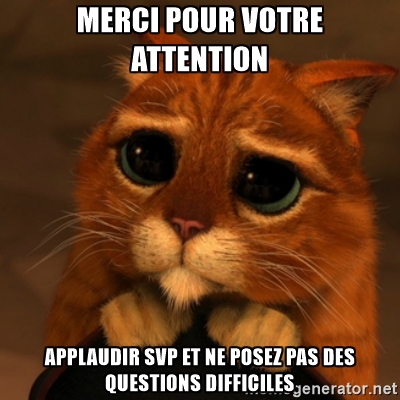 MERCI POUR VOTRE
ATTENTION
APPLAUDIR SVP ET NE POSEZ PAS DES
QUESTIONS DIFFICILES
generator.net